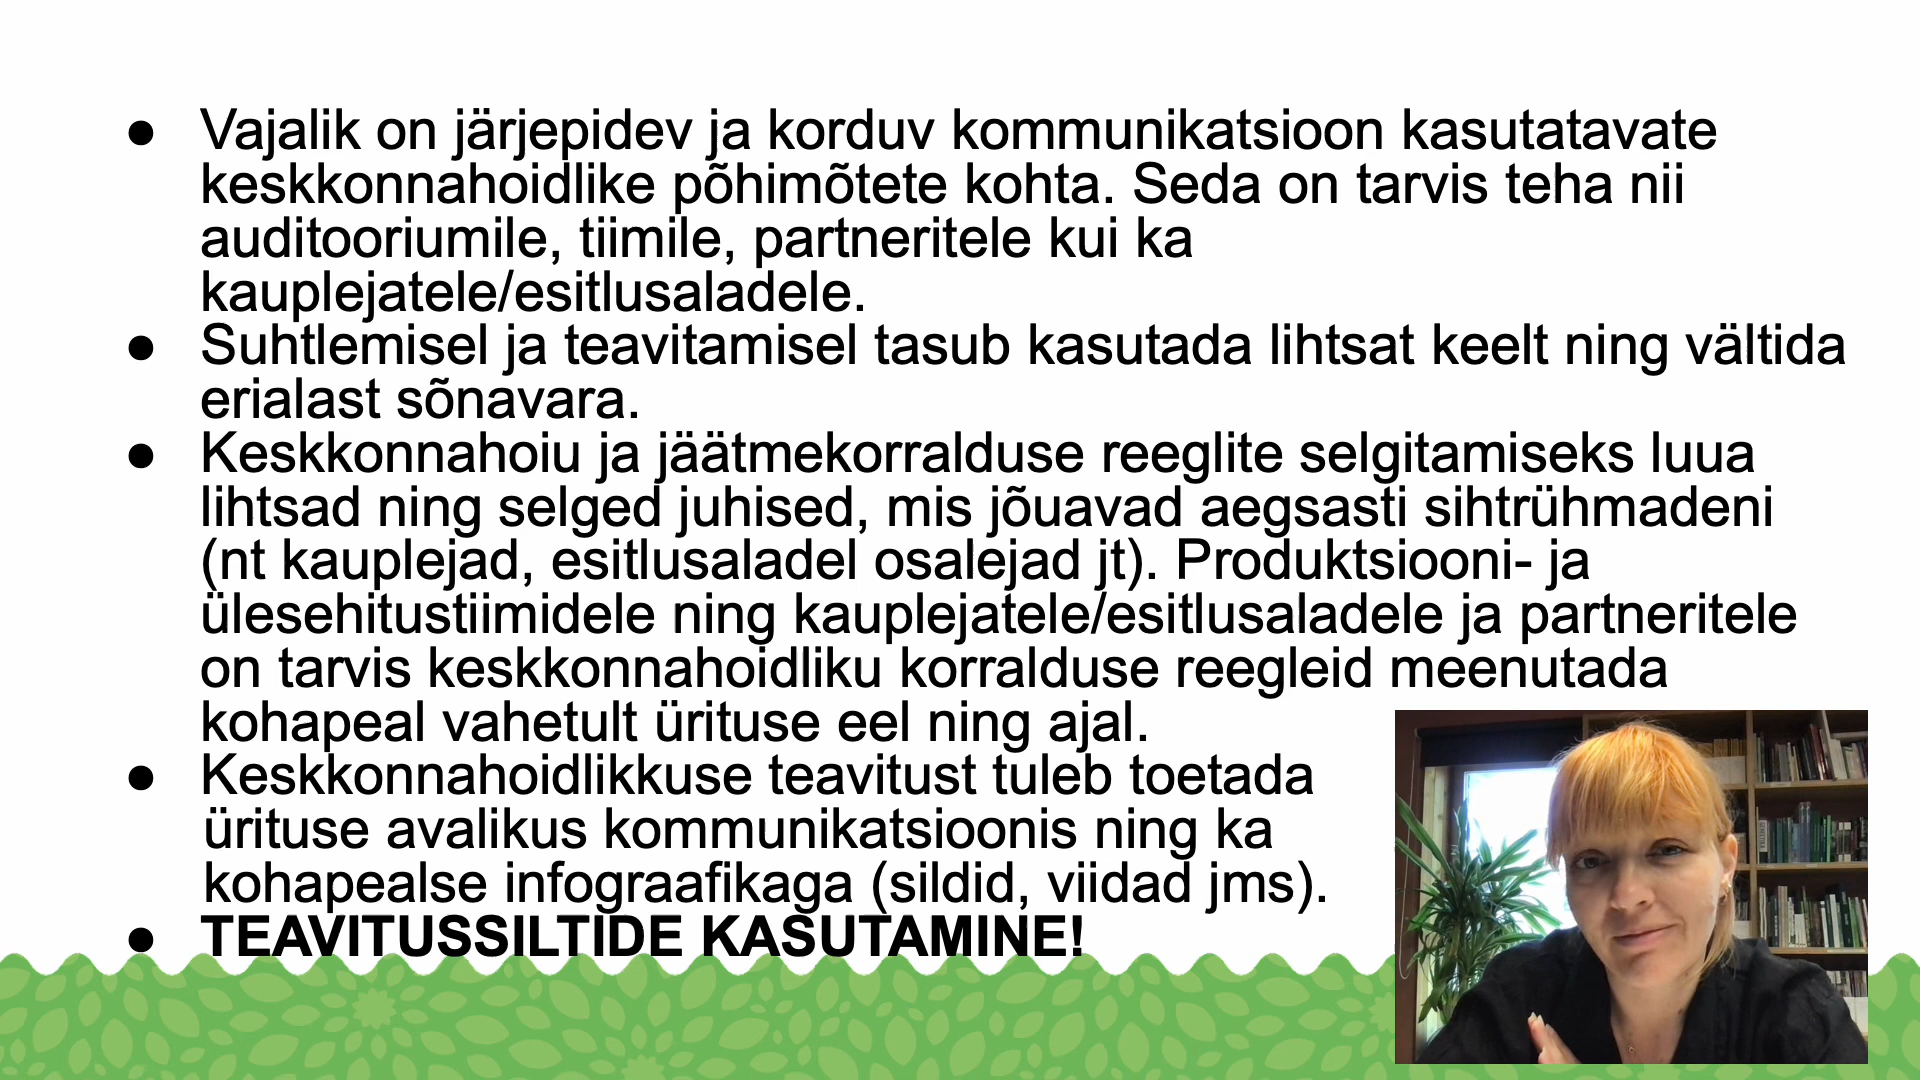 ● Vajalik on järjepidev ja korduv kommunikatsioon kasutatavate
keskkonnahoidlike põhimõtete kohta. Seda on tarvis teha nii
auditooriumile, tiimile, partneritele kui ka
kauplejatele/esitlusaladele.
● Suhtlemisel ja teavitamisel tasub kasutada lihtsat keelt ning vältida
erialast sõnavara.
● Keskkonnahoiu ja jäätmekorralduse reeglite selgitamiseks luua
lihtsad ning selged juhised, mis jõuavad aegsasti sihtrühmadeni
(nt kauplejad, esitlusaladel osalejad jt). Produktsiooni- ja
ülesehitustiimidele ning kauplejatele/esitlusaladele ja partneritele
on tarvis keskkonnahoidliku korralduse reegleid meenutada
kohapeal vahetult ürituse eel ning ajal.
● Keskkonnahoidlikkuse teavitust tuleb toetada
ürituse avalikus kommunikatsioonis ning ka
kohapealse infograafikaga (sildid, viidad jms).
● TEAVITUSSILTIDE KASUTAMINE!